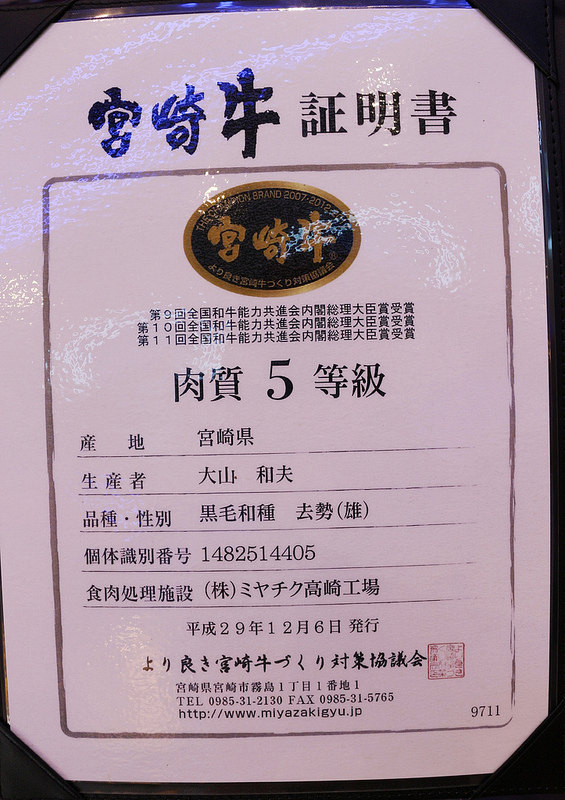 宮崎牛 証明書
THE CHAMPION BRAND 2007-2012
宮崎牛
より良き宮崎牛づくり対策協議会
第9回全国和牛能力共進会内閣総理大臣賞受賞
第10回全国和牛能力共進会内閣総理大臣賞受賞
第11回全国和牛能力共進会内閣総理大臣賞受賞
肉質 5 等級
産地 宮崎県
生産者 大山 和夫
品種・性別 黒毛和種 去勢(雄)
個体識別番号 1482514405
食肉処理施設 (株)ミヤチク高崎工場
平成29年12月6日 発行
より良き宮崎牛づくり対策協議会
宮崎県宮崎市霧島1丁目1番地1
TEL 0985-31-2130 FAX 0985-31-5765
http://www.miyazakigyu.jp
9711